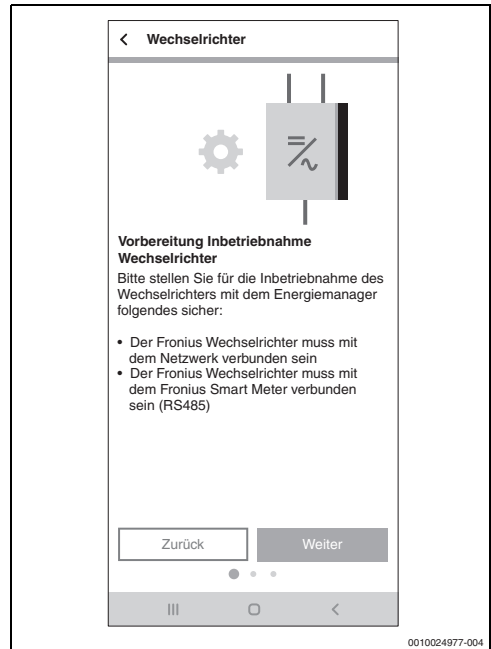 Wechselrichter
Vorbereitung Inbetriebnahme
Wechselrichter
Bitte stellen Sie für die Inbetriebnahme des
Wechselrichters mit dem Energiemanager
folgendes sicher:
• Der Fronius Wechselrichter muss mit
dem Netzwerk verbunden sein
• Der Fronius Wechselrichter muss mit
dem Fronius Smart Meter verbunden
sein (RS485)
Zurück
Weiter
0010024977-004